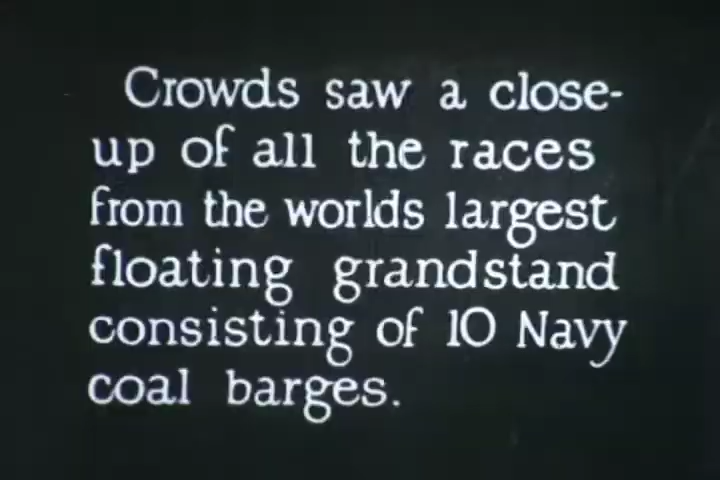 Crowds saw a close-
up of all the races
from the worlds largest
floating grandstand
consisting of 10 Navy
coal barges.